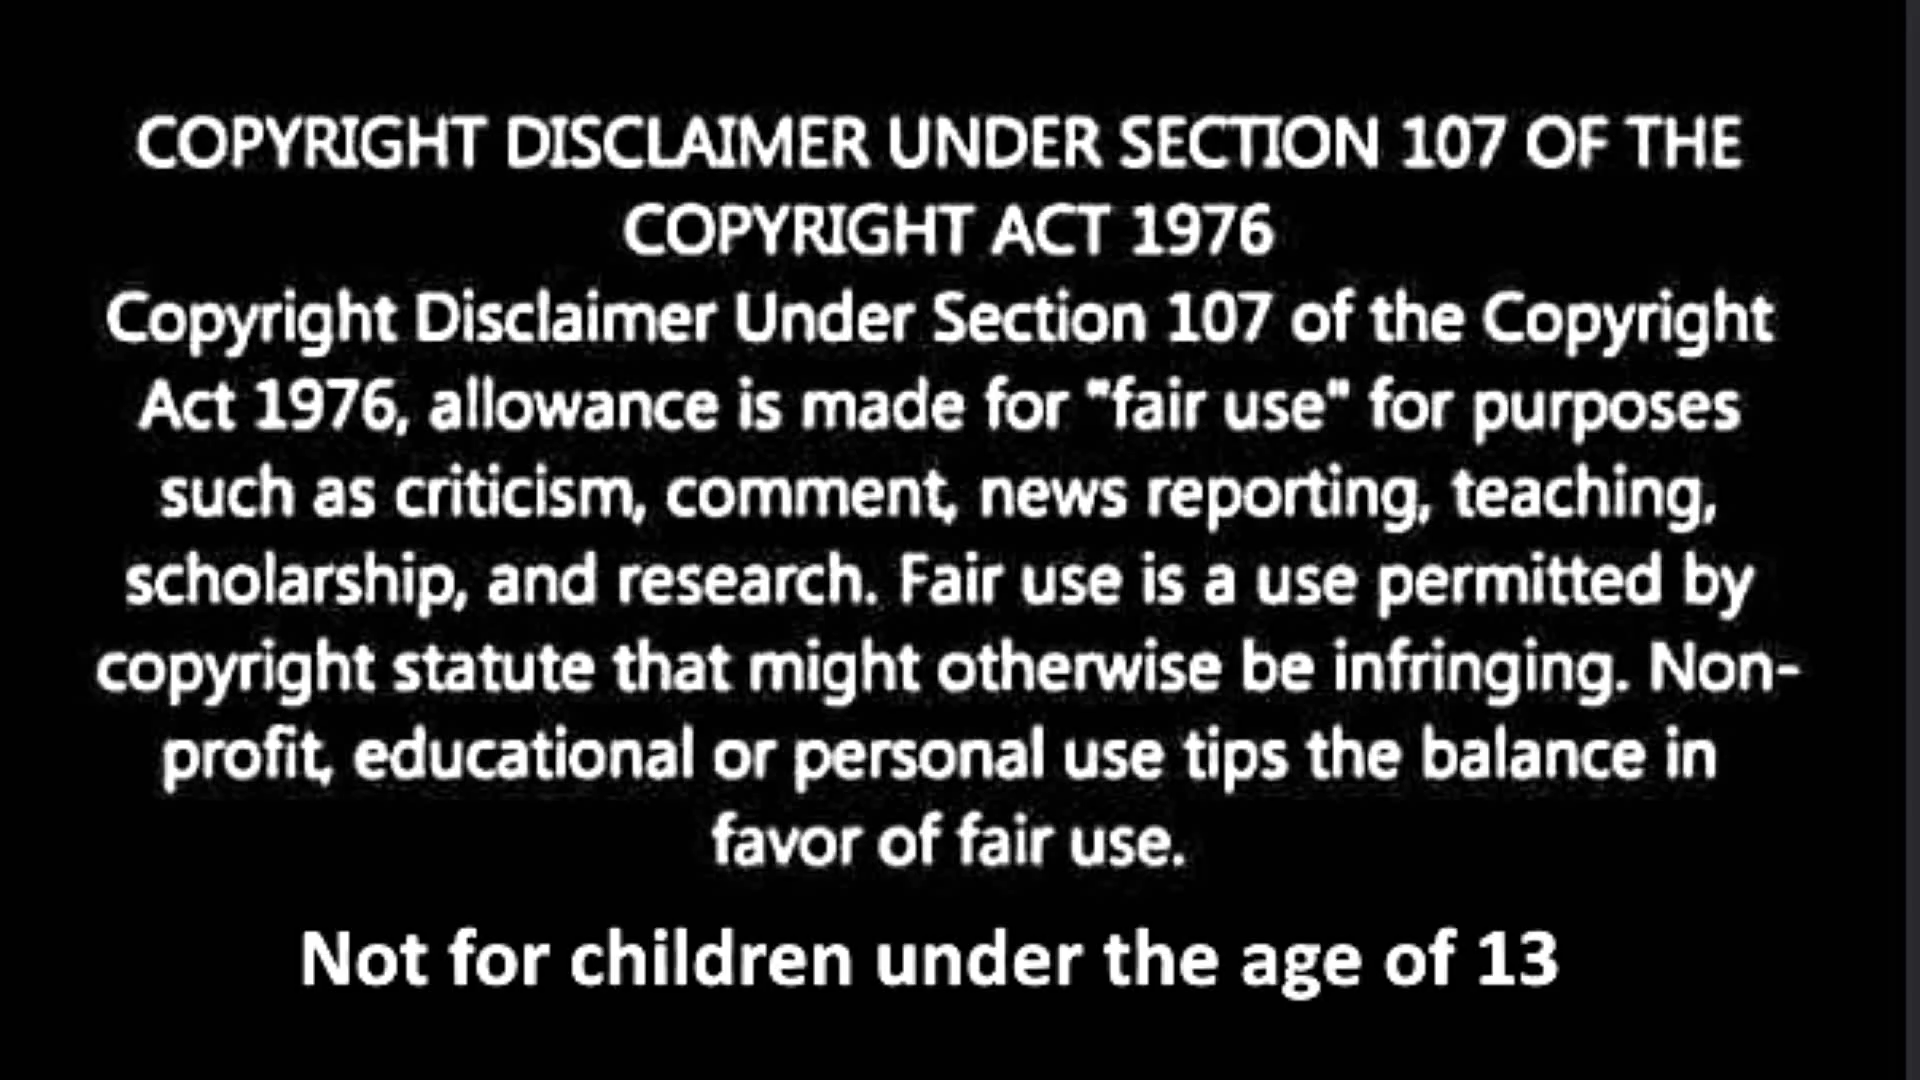 COPYRIGHT DISCLAIMER UNDER SECTION 107 OF THE
COPYRIGHT ACT 1976
Copyright Disclaimer Under Section 107 of the Copyright
Act 1976, allowance is made for "fair use" for purposes
such as criticism, comment, news reporting, teaching,
scholarship, and research. Fair use is a use permitted by
copyright statute that might otherwise be infringing. Non-
profit, educational or personal use tips the balance in
favor of fair use.
Not for children under the age of 13